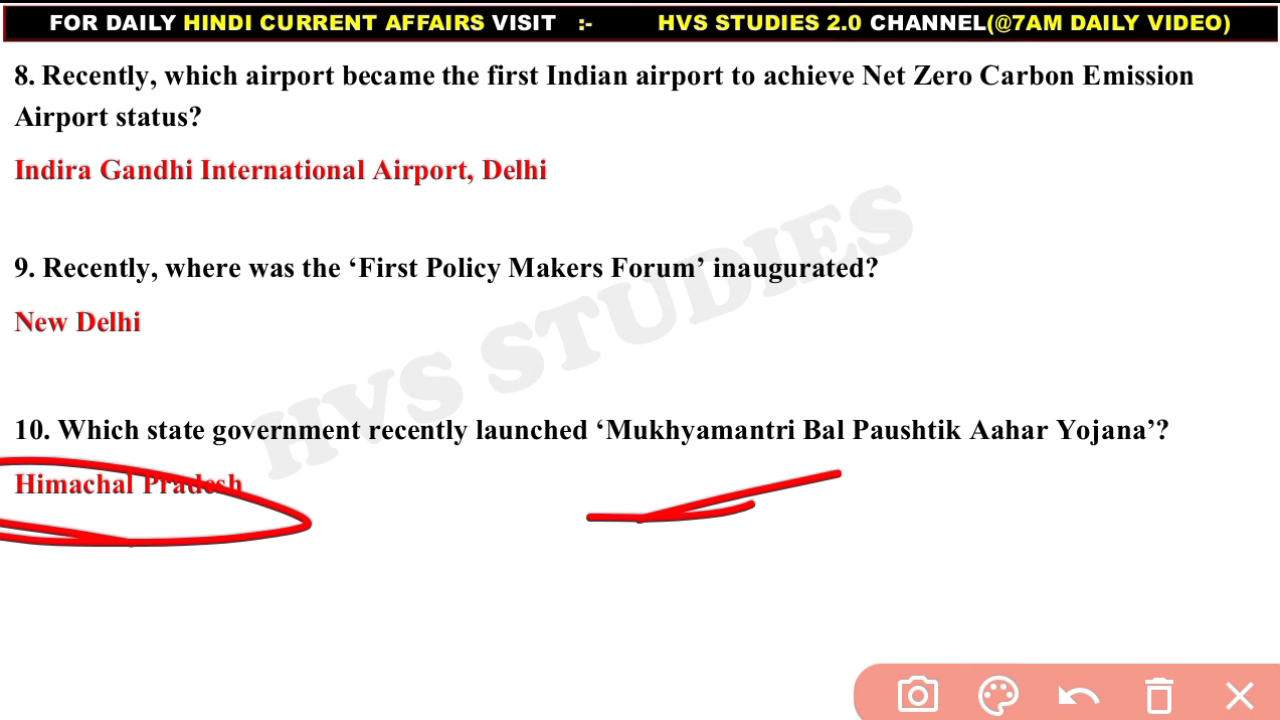 FOR DAILY HINDI CURRENT AFFAIRS VISIT :- HVS STUDIES 2.0 CHANNEL(@7AM DAILY VIDEO)
8. Recently, which airport became the first Indian airport to achieve Net Zero Carbon Emission
Airport status?
Indira Gandhi International Airport, Delhi
9. Recently, where was the ‘First Policy Makers Forum’ inaugurated?
New Delhi
HVS STUDIES
10. Which state government recently launched ‘Mukhyamantri Bal Paushtik Aahar Yojana’?
Himachal Pradesh